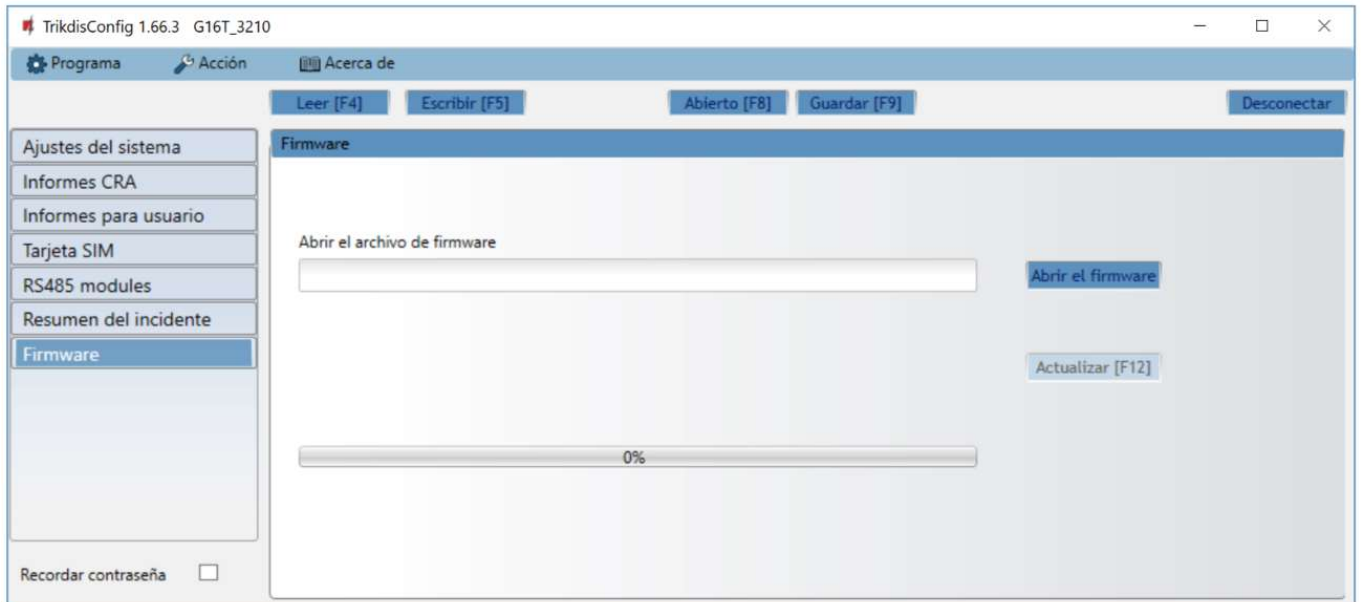 TrikdisConfig 1.66.3 G16T_3210
Programa Acción Acerca de
Leer [F4] Escribir [F5] Abierto [F8] Guardar [F9] Desconectar
Ajustes del sistema
Informes CRA
Informes para usuario
Tarjeta SIM
RS485 modules
Resumen del incidente
Firmware
Recordar contraseña
Firmware
Abrir el archivo de firmware
Abrir el firmware
Actualizar [F12]
0%